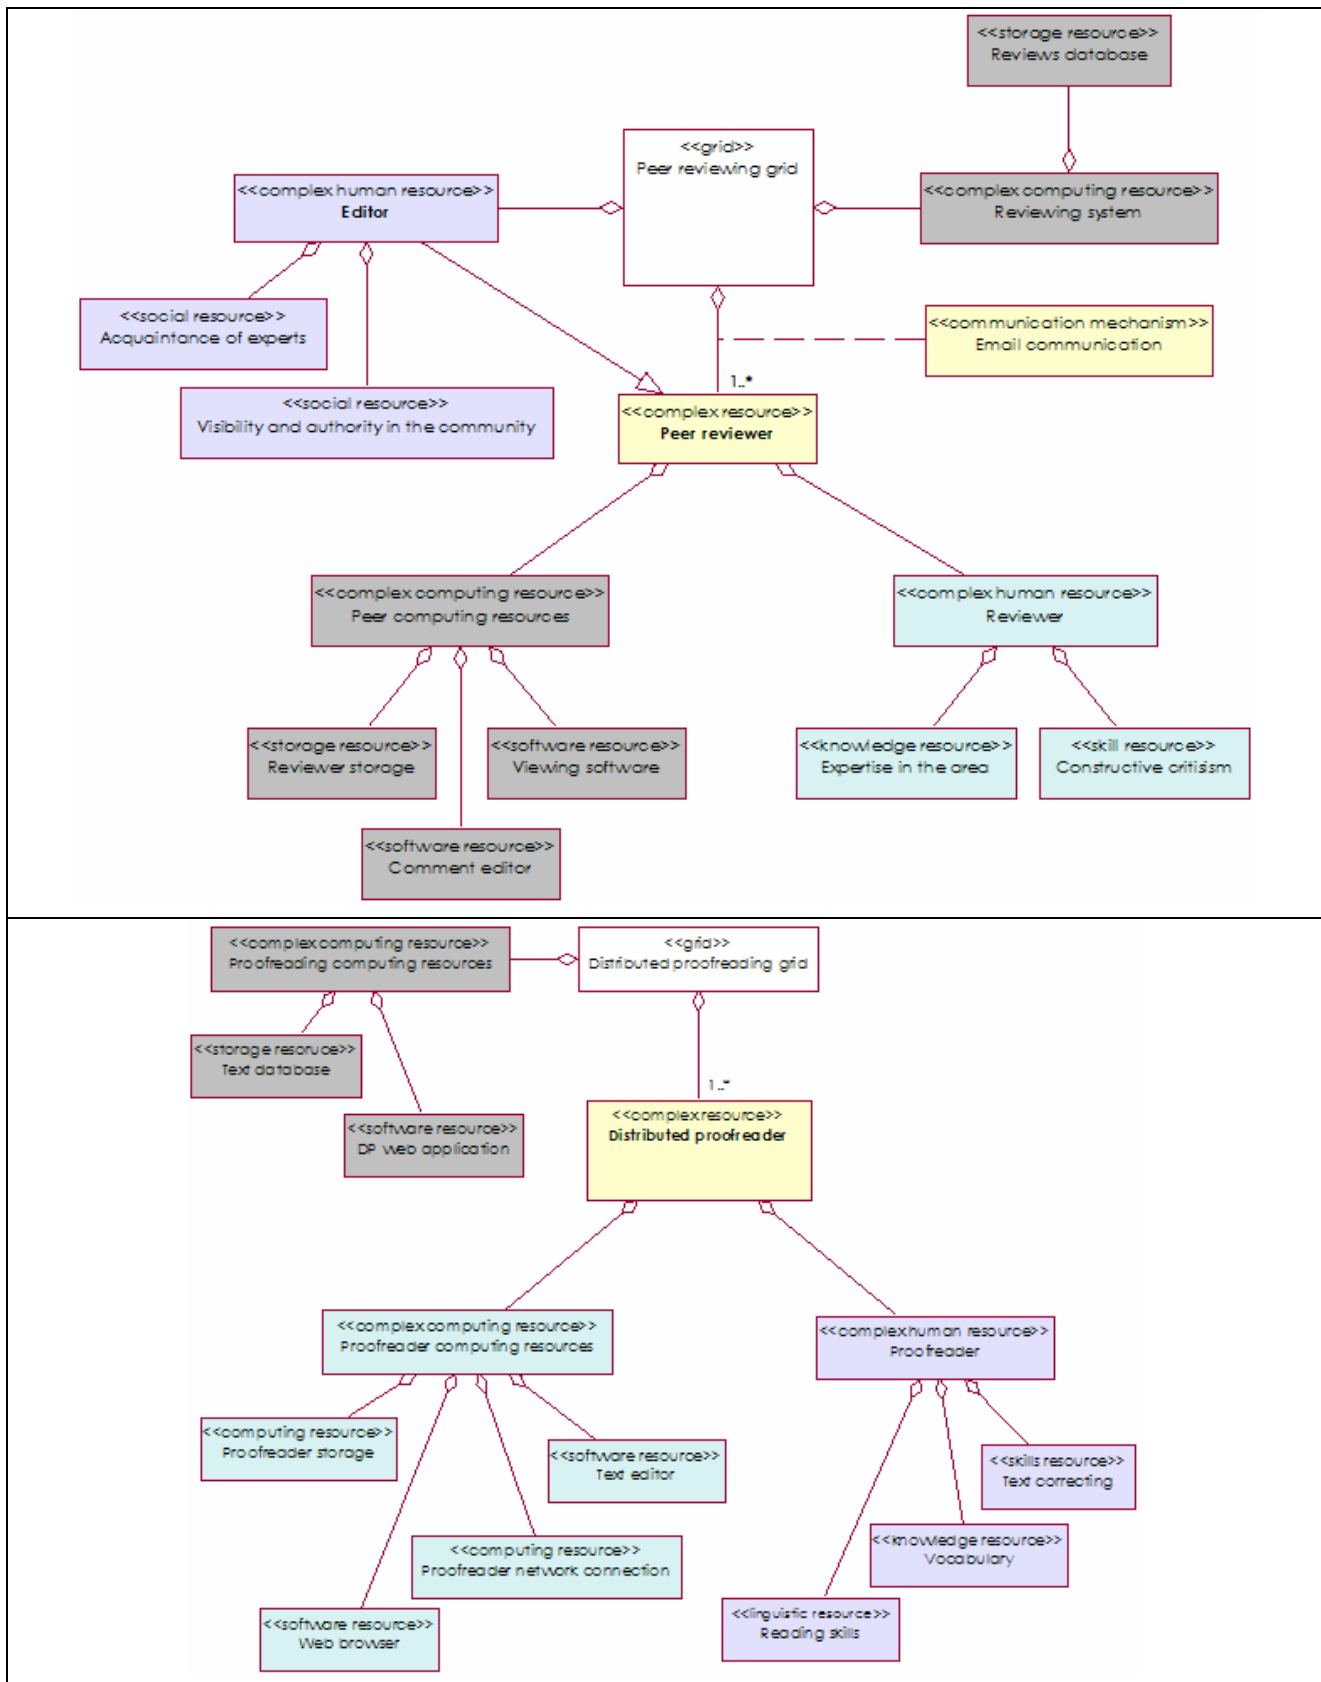 <<storage resource>>
Reviews database
<<grid>>
Peer reviewing grid
<<complex human resource>>
Editor
<<complex computing resource>>
Reviewing system
<<social resource>>
Acquaintance of experts
<<communication mechanism>>
Email communication
<<social resource>>
Visibility and authority in the community
1..*
<<complex resource>>
Peer reviewer
<<complex computing resource>>
Peer computing resources
<<complex human resource>>
Reviewer
<<storage resource>>
Reviewer storage
<<software resource>>
Viewing software
<<knowledge resource>>
Expertise in the area
<<skill resource>>
Constructive critisism
<<software resource>>
Comment editor
<<complex computing resource>>
Proofreading computing resources
<<grid>>
Distributed proofreading grid
<<storage resoruce>>
Text database
1..*
<<software resource>>
DP web application
<<complex resource>>
Distributed proofreader
<<complex computing resource>>
Proofreader computing resources
<<complex human resource>>
Proofreader
<<computing resource>>
Proofreader storage
<<software resource>>
Text editor
<<skills resource>>
Text correcting
<<computing resource>>
Proofreader network connection
<<knowledge resource>>
Vocabulary
<<software resource>>
Web browser
<<linguistic resource>>
Reading skills